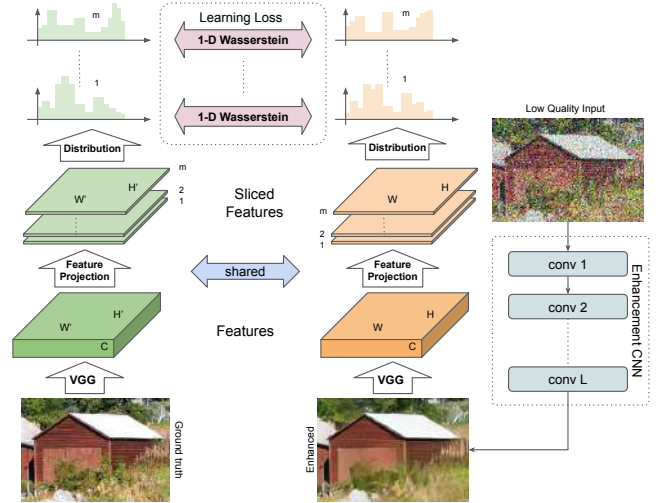 m
Learning Loss
m
1-D Wasserstein
1
1
1-D Wasserstein
Low Quality Input
Distribution
Distribution
m
H'
W'
2
1
Sliced
Features
H
W
m
2
1
Feature
Projection
shared
Feature
Projection
conv 1
conv 2
conv L
Enhancement CNN
H'
W'
C
Features
H
W
C
VGG
VGG
Ground truth
Enhanced